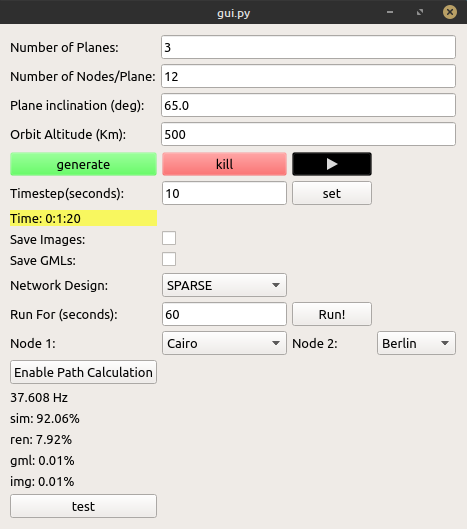 gui.py
Number of Planes: 3
Number of Nodes/Plane: 12
Plane inclination (deg): 65.0
Orbit Altitude (Km): 500
generate kill
Timestep(seconds): 10 set
Time: 0:1:20
Save Images:
Save GMLs:
Network Design: SPARSE
Run For (seconds): 60 Run!
Node 1: Cairo Node 2: Berlin
Enable Path Calculation
37.608 Hz
sim: 92.06%
ren: 7.92%
gml: 0.01%
img: 0.01%
test